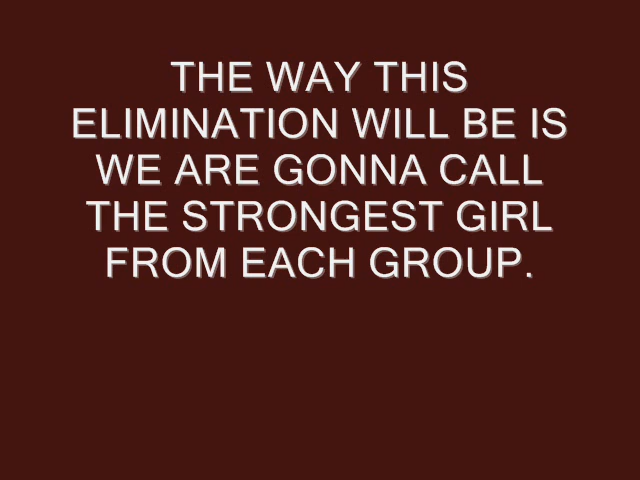 THE WAY THIS
ELIMINATION WILL BE IS
WE ARE GONNA CALL
THE STRONGEST GIRL
FROM EACH GROUP.